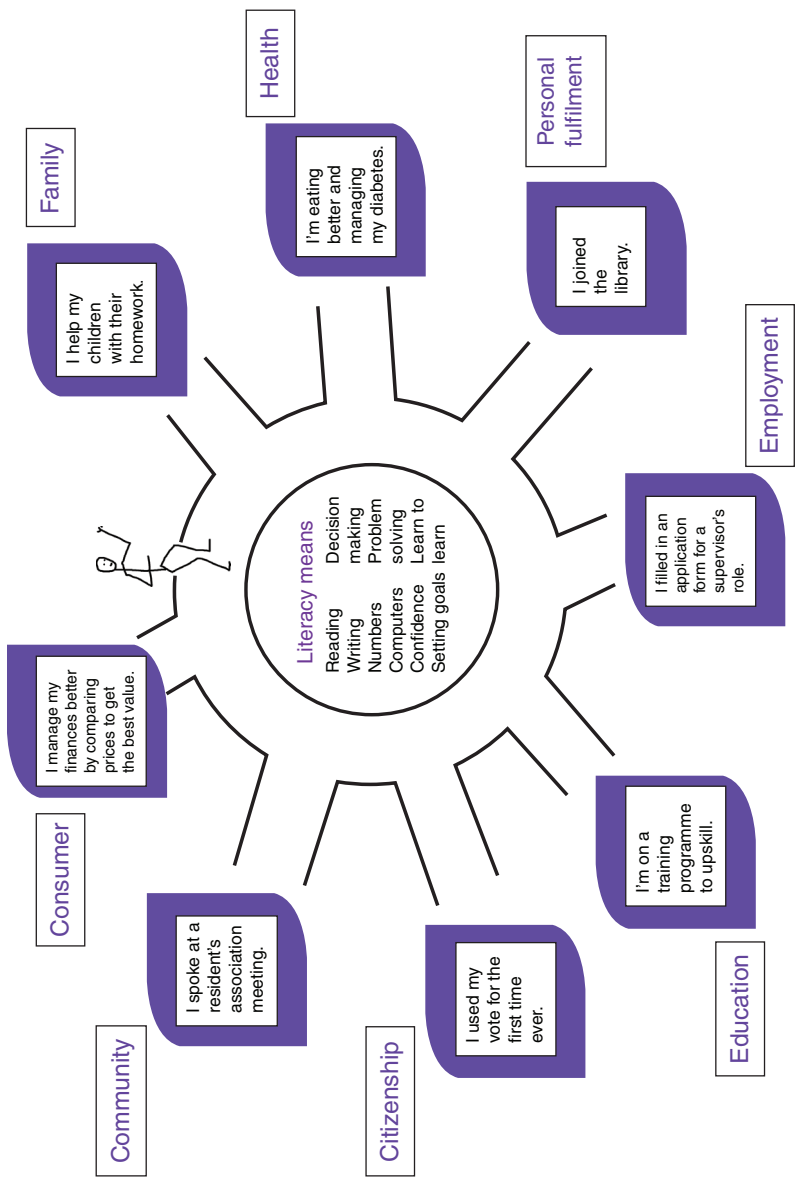 Family
I help my
children
with their
homework.
Health
I'm eating
better and
managing
my diabetes.
Personal
fulfilment
I joined
the
library.
Employment
I filled in an
application
form for a
supervisor's
role.
Education
I'm on a
training
programme
to upskill.
Citizenship
I used my
vote for the
first time
ever.
Community
I spoke at a
resident's
association
meeting.
Consumer
I manage my
finances better
by comparing
prices to get
the best value.
Literacy means
Reading
Writing
Numbers
Computers
Confidence
Setting goals
Decision
making
Problem
solving
Learn to
learn